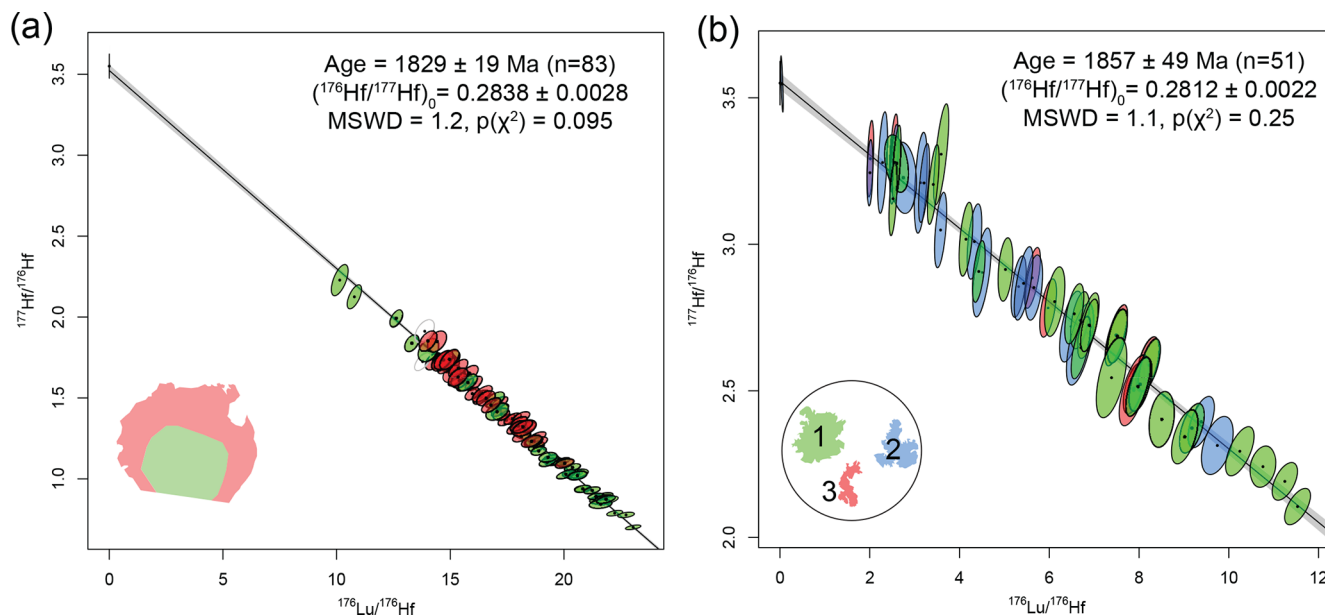 (a)
Age = 1829 ± 19 Ma (n=83)
(¹⁷⁶Hf/¹⁷⁷Hf)₀= 0.2838 ± 0.0028
MSWD = 1.2, p(χ²) = 0.095
3.5
3.0
2.5
2.0
1.5
1.0
¹⁷⁷Hf/¹⁷⁶Hf
0 5 10 15 20
¹⁷⁶Lu/¹⁷⁶Hf
(b)
Age = 1857 ± 49 Ma (n=51)
(¹⁷⁶Hf/¹⁷⁷Hf)₀= 0.2812 ± 0.0022
MSWD = 1.1, p(χ²) = 0.25
3.5
3.0
2.5
2.0
¹⁷⁷Hf/¹⁷⁶Hf
1
2
3
0 2 4 6 8 10 12
¹⁷⁶Lu/¹⁷⁶Hf